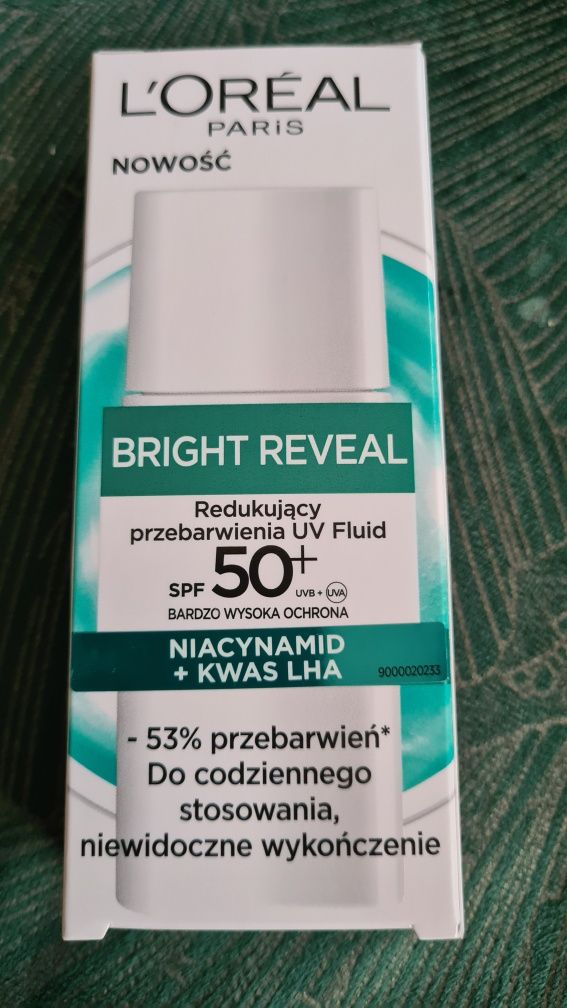 L'ORÉAL
PARIS
NOWOŚĆ
BRIGHT REVEAL
Redukujący
przebarwienia UV Fluid
SPF 50+ UVB + UVA
BARDZO WYSOKA OCHRONA
NIACYNAMID
+ KWAS LHA
9000020233
- 53% przebarwień*
Do codziennego
stosowania,
niewidoczne wykończenie